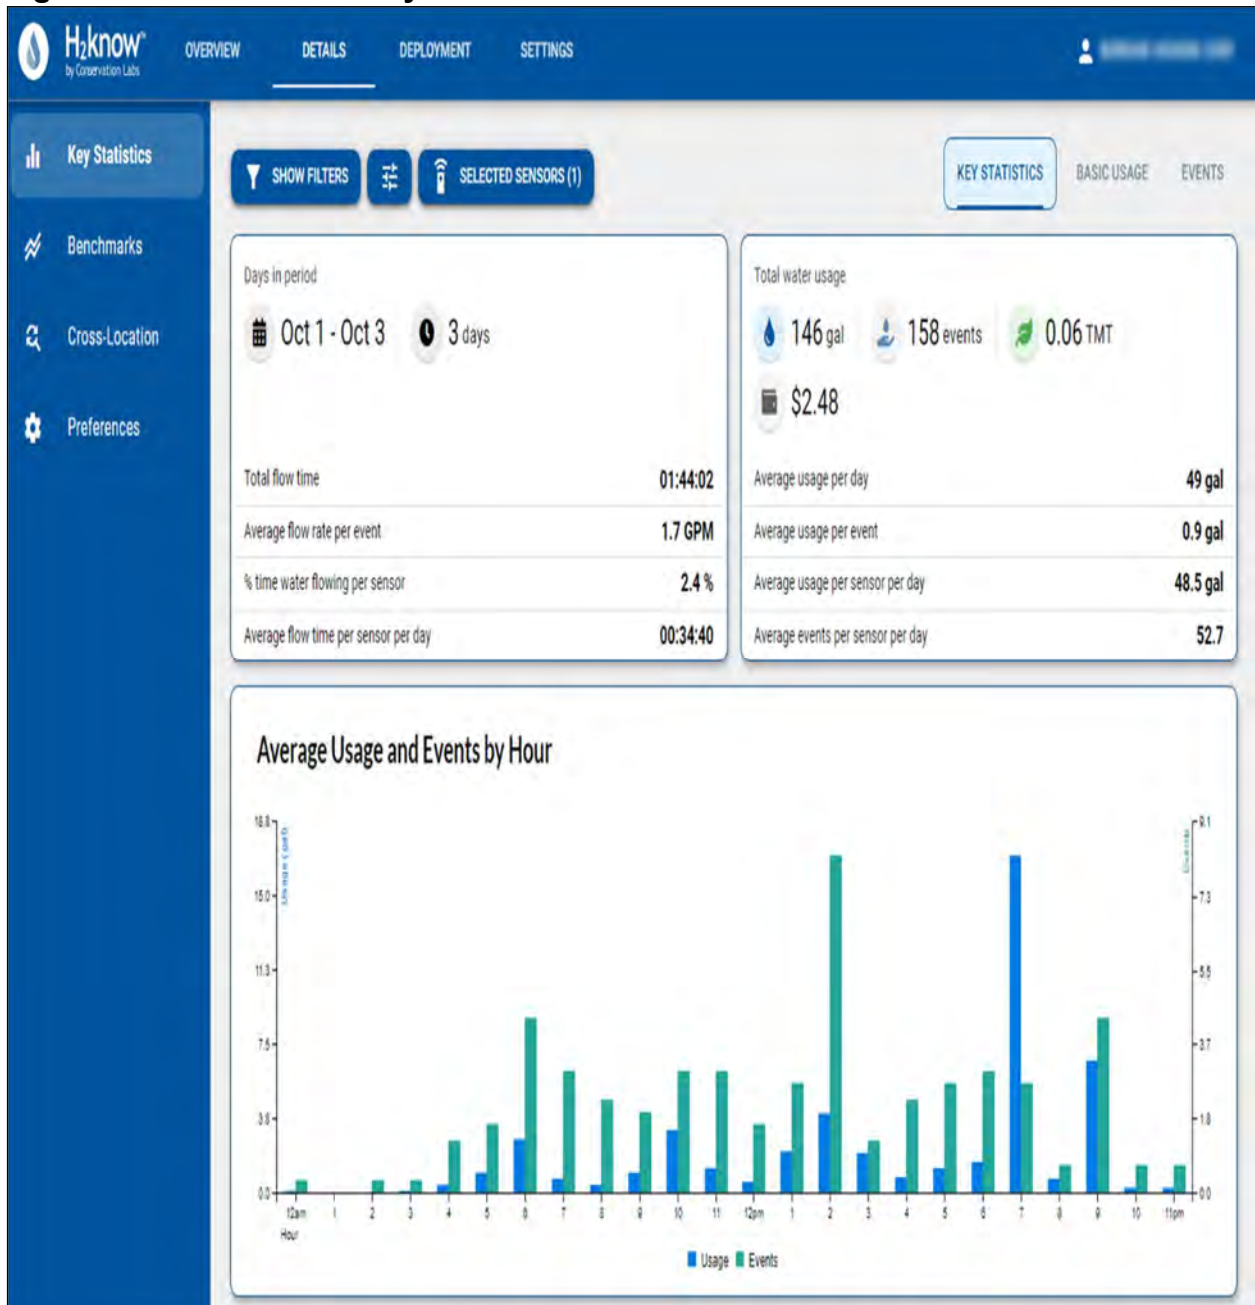 H₂know™
by Conservation Labs
OVERVIEW
DETAILS
DEPLOYMENT
SETTINGS
Key Statistics
Benchmarks
Cross-Location
Preferences
SHOW FILTERS
SELECTED SENSORS (1)
KEY STATISTICS
BASIC USAGE
EVENTS
Days in period
Oct 1 - Oct 3
3 days
Total flow time 01:44:02
Average flow rate per event 1.7 GPM
% time water flowing per sensor 2.4 %
Average flow time per sensor per day 00:34:40
Total water usage
146 gal
158 events
0.06 TMT
$2.48
Average usage per day 49 gal
Average usage per event 0.9 gal
Average usage per sensor per day 48.5 gal
Average events per sensor per day 52.7
Average Usage and Events by Hour
Usage (gal)
18.8
15.0
11.3
7.5
3.8
0.0
Events
9.1
7.3
5.5
3.7
1.8
0.0
12am 1 2 3 4 5 6 7 8 9 10 11 12pm 1 2 3 4 5 6 7 8 9 10 11pm
Hour
Usage Events